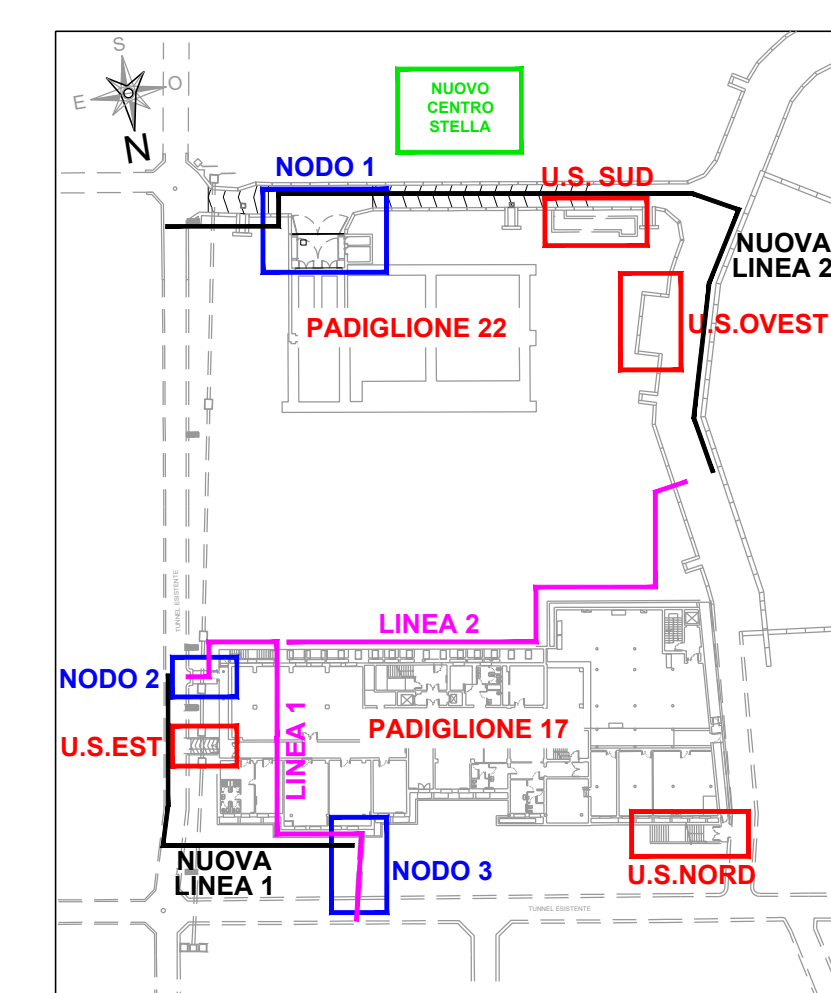 S
E
O
N
NUOVO
CENTRO
STELLA
NODO 1
U.S. SUD
NUOVA
LINEA 2
U.S.OVEST
PADIGLIONE 22
TUNNEL ESISTENTE
LINEA 2
NODO 2
LINEA 1
PADIGLIONE 17
U.S.EST
NUOVA
LINEA 1
NODO 3
U.S.NORD
TUNNEL ESISTENTE